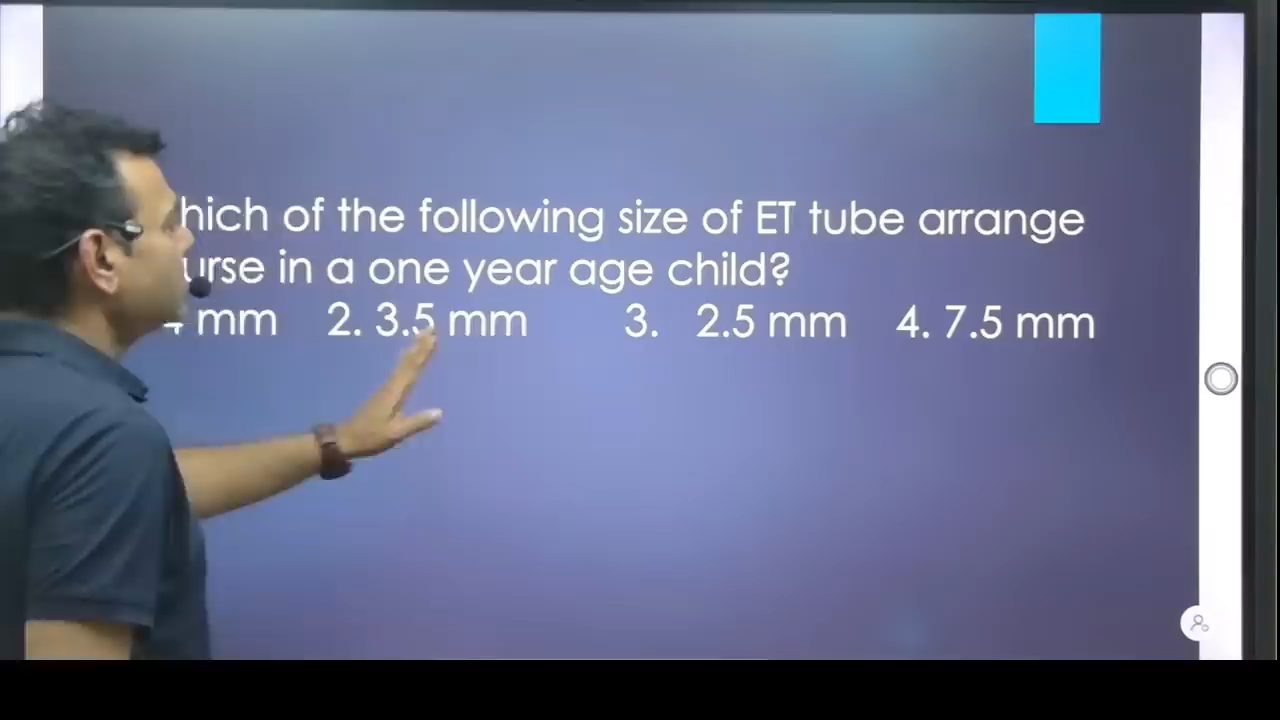 hich of the following size of ET tube arrange
urse in a one year age child?
4 mm 2. 3.5 mm 3. 2.5 mm 4. 7.5 mm